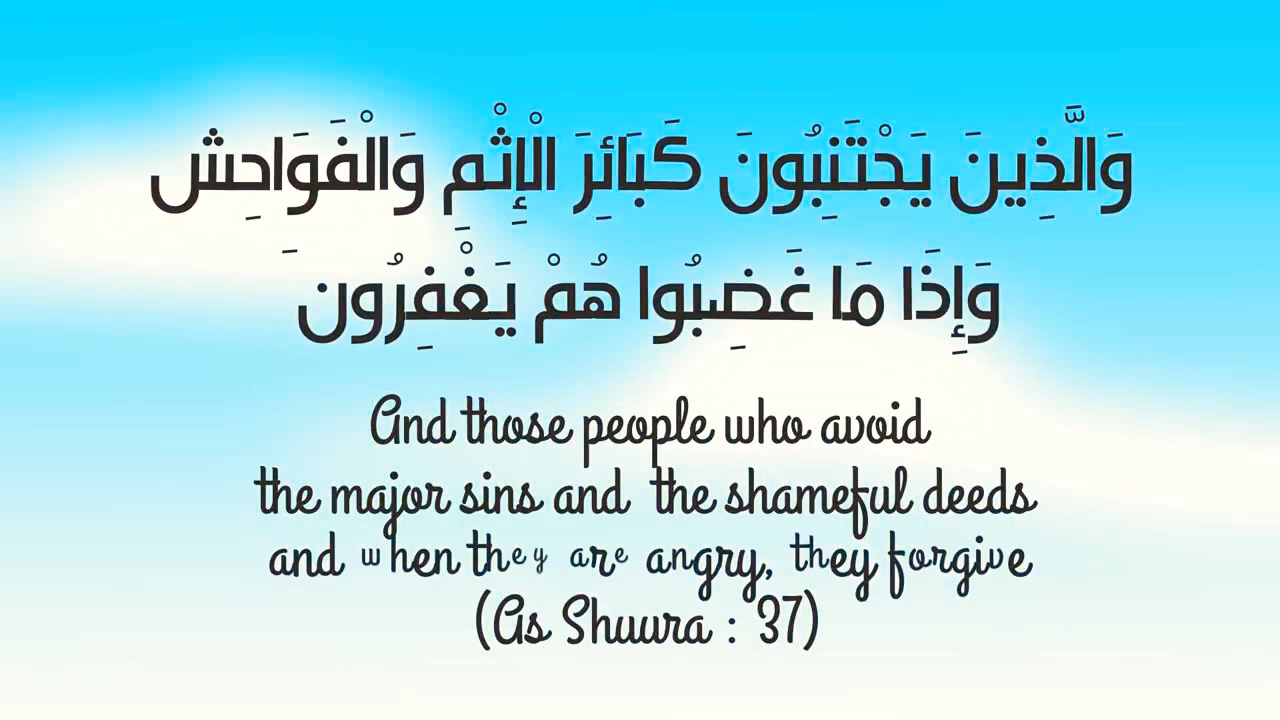 وَالَّذِينَ يَجْتَنِبُونَ كَبَائِرَ الْإِثْمِ وَالْفَوَاحِش
وَإِذَا مَا غَضِبُوا هُمْ يَغْفِرُونَ
And those people who avoid
the major sins and the shameful deeds
and when they are angry, they forgive
(As Shuura : 37)